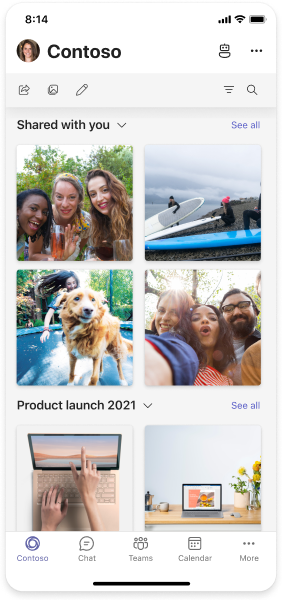 8:14
Contoso
Shared with you
See all
Product launch 2021
See all
Contoso
Chat
Teams
Calendar
More